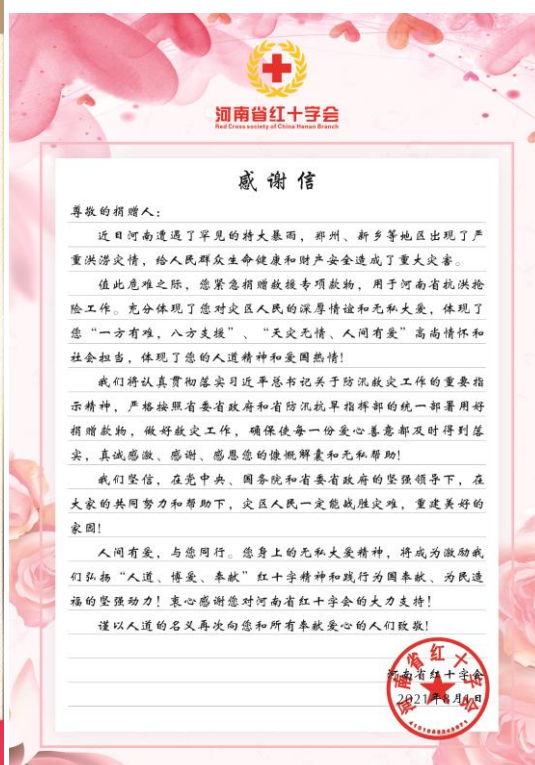 河南省红十字会
Red Cross society of China Henan Branch
感谢信
尊敬的捐赠人:
近日河南遭遇了罕见的特大暴雨,郑州、新乡等地区出现了严
重洪涝灾情,给人民群众生命健康和财产安全造成了重大灾害。
值此危难之际,您紧急捐赠救援专项款物,用于河南省抗洪抢
险工作。充分体现了您对灾区人民的深厚情谊和无私大爱,体现了
您“一方有难,八方支援”、“天灾无情、人间有爱”高尚情怀和
社会担当,体现了您的人道精神和爱国热情!
我们将认真贯彻落实习近平总书记关于防汛救灾工作的重要指
示精神,严格按照省委省政府和省防汛抗旱指挥部的统一部署用好
捐赠款物,做好救灾工作,确保使每一份爱心善意都及时得到落
实,真诚感激、感谢、感恩您的慷慨解囊和无私帮助!
我们坚信,在党中央、国务院和省委省政府的坚强领导下,在
大家的共同努力和帮助下,灾区人民一定能战胜灾难,重建美好的
家园!
人间有爱,与您同行。您身上的无私大爱精神,将成为激励我
们弘扬“人道、博爱、奉献”红十字精神和践行为国奉献、为民造
福的坚强动力!衷心感谢您对河南省红十字会的大力支持!
谨以人道的名义再次向您和所有奉献爱心的人们致敬!
河南省红十字会
2021年8月1日
河南省红十字会